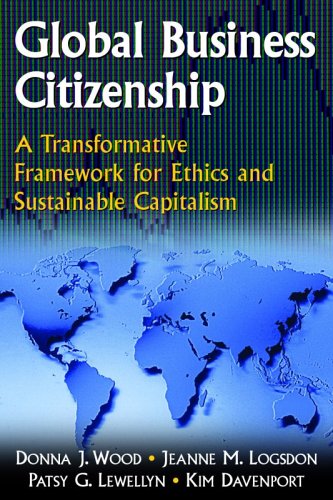 Global Business
Citizenship
A Transformative
Framework for Ethics and
Sustainable Capitalism
Donna J. Wood • Jeanne M. Logsdon
Patsy G. Lewellyn • Kim Davenport